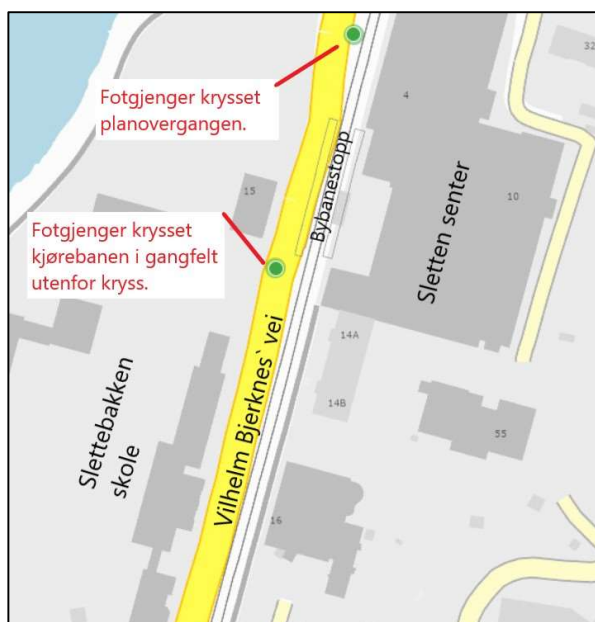 32
Fotgjenger krysset
planovergangen.
4
15
Bybanestopp
10
Sletten senter
Fotgjenger krysset
kjørebanen i gangfelt
utenfor kryss.
14A
Vilhelm Bjerknes` vei
14B
Slettebakken
skole
55
16